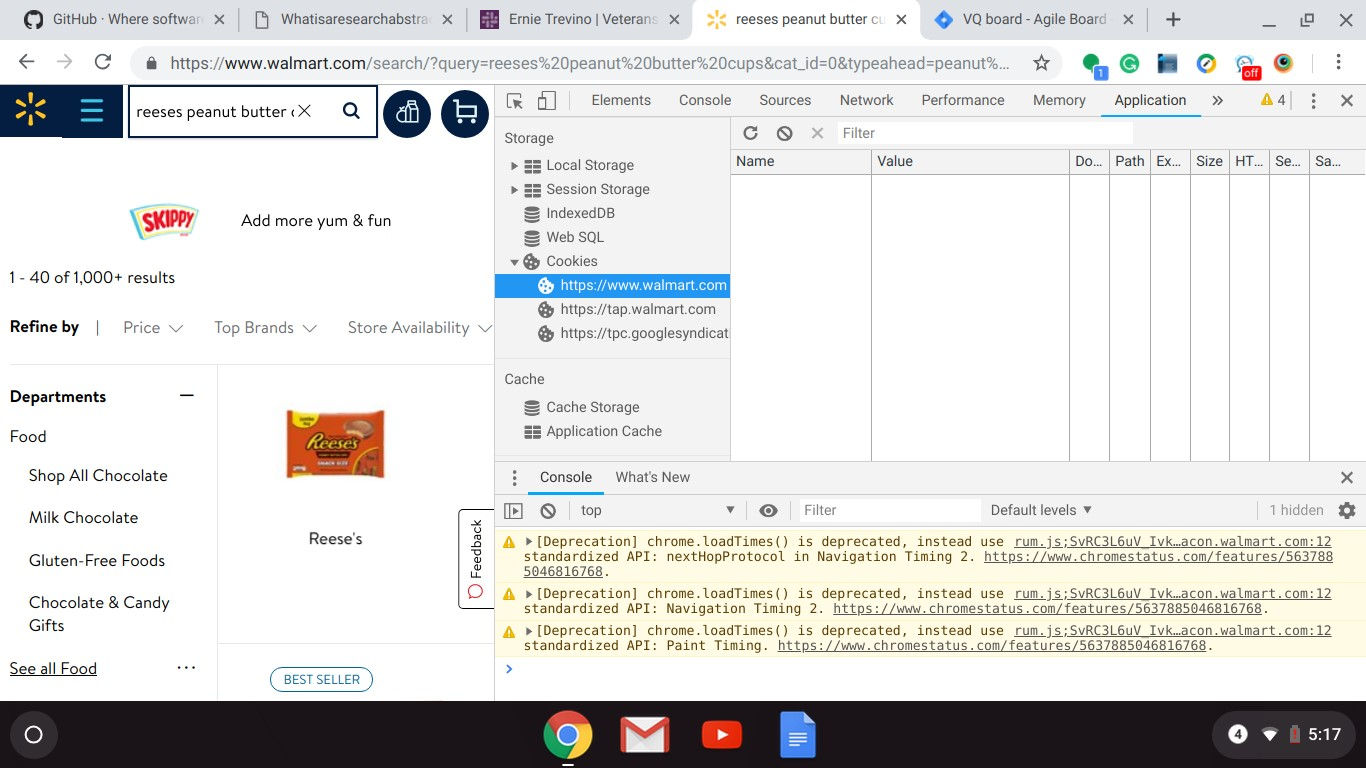 GitHub · Where softwar
Whatisaresearchabstra
Ernie Trevino | Veterans
reeses peanut butter cu
VQ board - Agile Board
https://www.walmart.com/search/?query=reeses%20peanut%20butter%20cups&cat_id=0&typeahead=peanut%...
1
off
reeses peanut butter c
SKIPPY
Add more yum & fun
1 - 40 of 1,000+ results
Refine by | Price Top Brands Store Availability
Departments
Food
Shop All Chocolate
Milk Chocolate
Gluten-Free Foods
Chocolate & Candy
Gifts
See all Food ...
Reese's
Reese's
BEST SELLER
Feedback
Elements Console Sources Network Performance Memory Application » 4
Storage
Local Storage
Session Storage
IndexedDB
Web SQL
Cookies
https://www.walmart.com
https://tap.walmart.com
https://tpc.googlesyndicat
Cache
Cache Storage
Application Cache
Filter
Name Value Do... Path Ex... Size HT... Se... Sa...
Console What's New
top Filter Default levels 1 hidden
[Deprecation] chrome.loadTimes() is deprecated, instead use rum.js;SvRC3L6uV_Ivk…acon.walmart.com:12
standardized API: nextHopProtocol in Navigation Timing 2. https://www.chromestatus.com/features/563788
5046816768.
[Deprecation] chrome.loadTimes() is deprecated, instead use rum.js;SvRC3L6uV_Ivk…acon.walmart.com:12
standardized API: Navigation Timing 2. https://www.chromestatus.com/features/5637885046816768.
[Deprecation] chrome.loadTimes() is deprecated, instead use rum.js;SvRC3L6uV_Ivk…acon.walmart.com:12
standardized API: Paint Timing. https://www.chromestatus.com/features/5637885046816768.
4 5:17